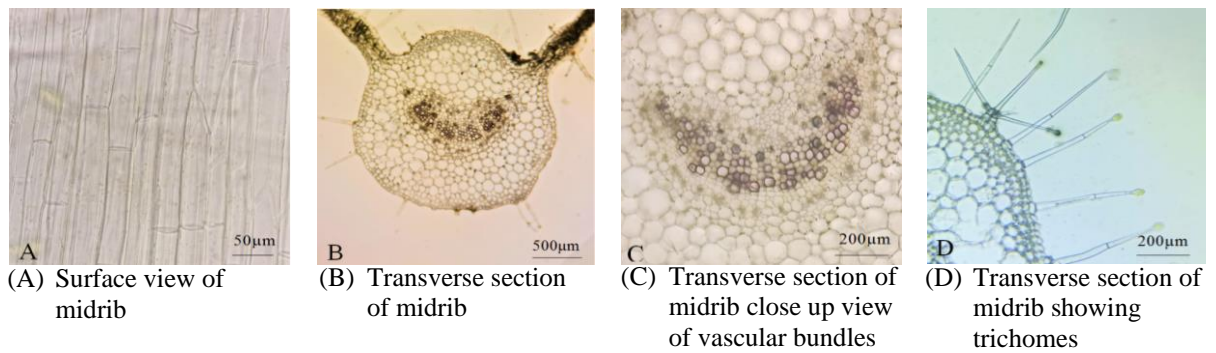 A
50µm
B
500µm
C
200µm
D
200µm
(A) Surface view of
midrib
(B) Transverse section
of midrib
(C) Transverse section of
midrib close up view
of vascular bundles
(D) Transverse section of
midrib showing
trichomes